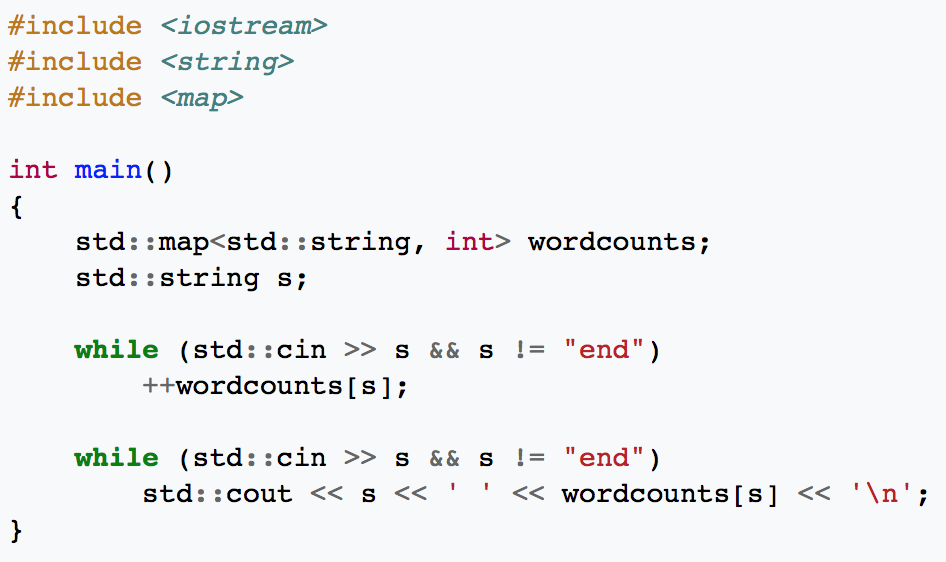 #include <iostream>
#include <string>
#include <map>

int main()
{
    std::map<std::string, int> wordcounts;
    std::string s;

    while (std::cin >> s && s != "end")
        ++wordcounts[s];

    while (std::cin >> s && s != "end")
        std::cout << s << ' ' << wordcounts[s] << '\n';
}